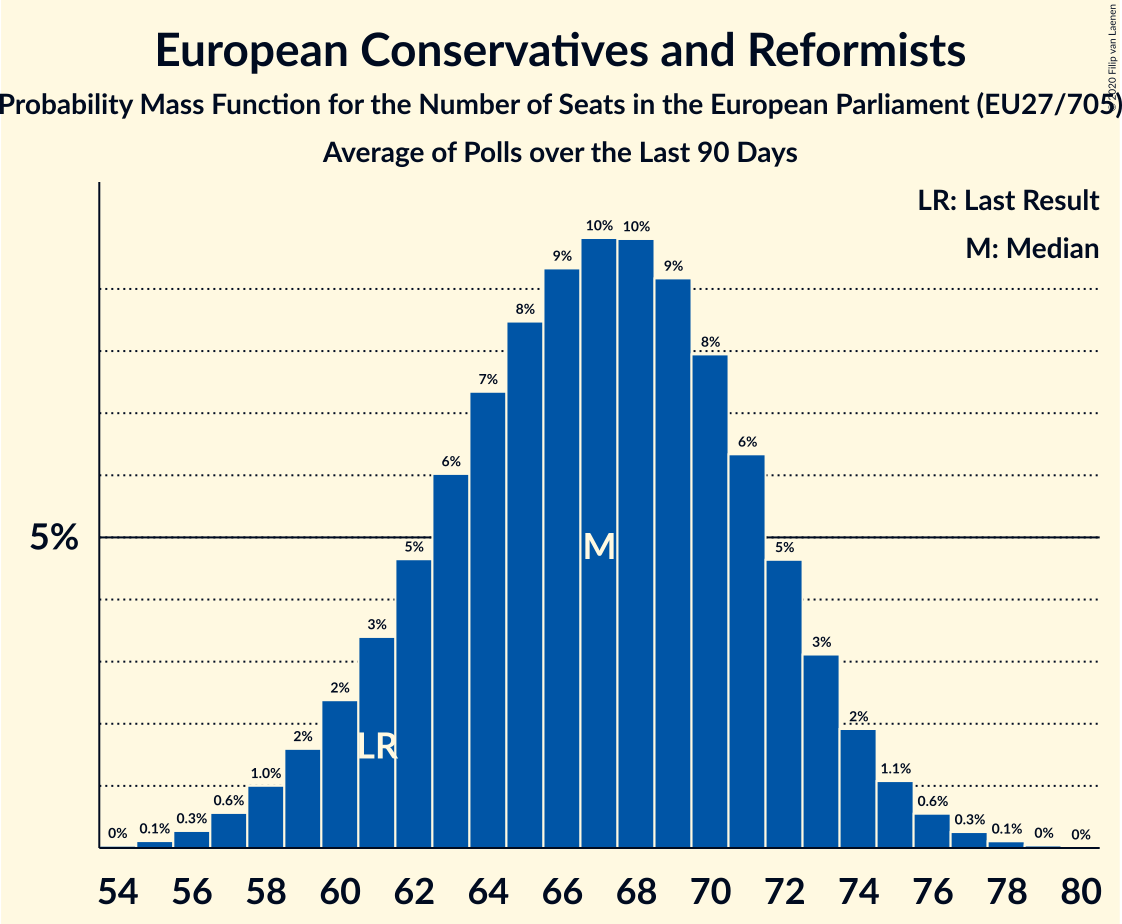 European Conservatives and Reformists
Probability Mass Function for the Number of Seats in the European Parliament (EU27/705)
Average of Polls over the Last 90 Days
© 2020 Filip van Laenen
LR: Last Result
M: Median
10% 10%
9% 9%
8% 8%
7%
6% 6%
5%
5% 5%
M
3% 3%
2% 2%
LR
2%
1.0% 1.1%
0.6% 0.6%
0.3% 0.3%
0% 0.1% 0.1% 0% 0%
54 56 58 60 62 64 66 68 70 72 74 76 78 80